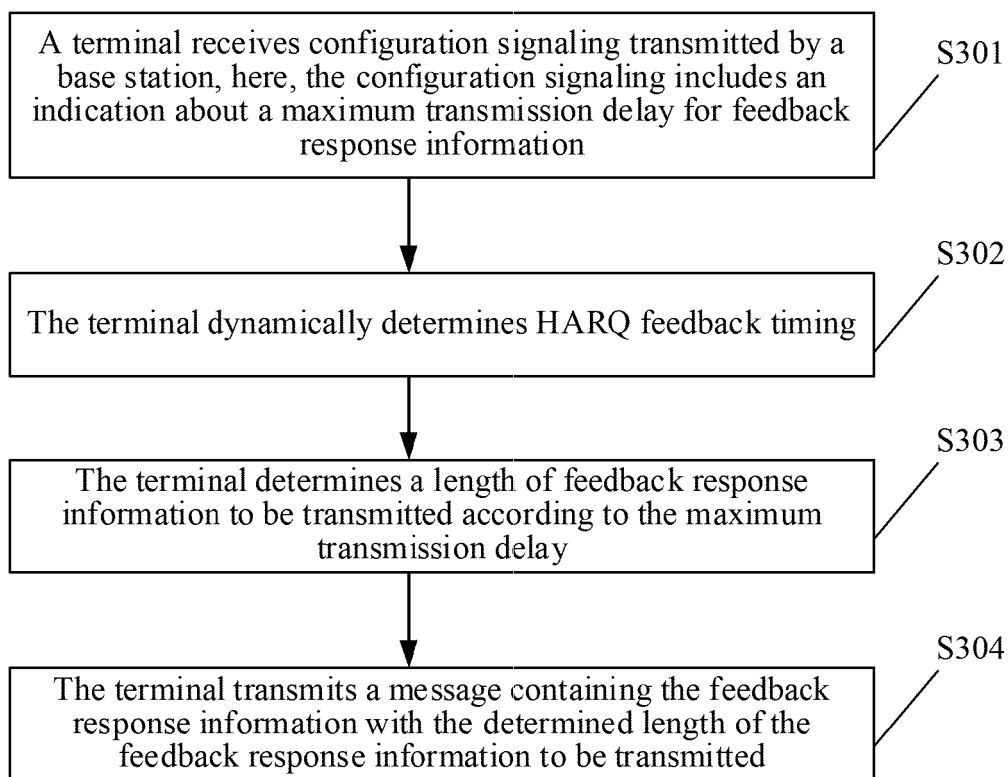 A terminal receives configuration signaling transmitted by a
base station, here, the configuration signaling includes an
indication about a maximum transmission delay for feedback
response information
S301
S302
The terminal dynamically determines HARQ feedback timing
S303
The terminal determines a length of feedback response
information to be transmitted according to the maximum
transmission delay
S304
The terminal transmits a message containing the feedback
response information with the determined length of the
feedback response information to be transmitted